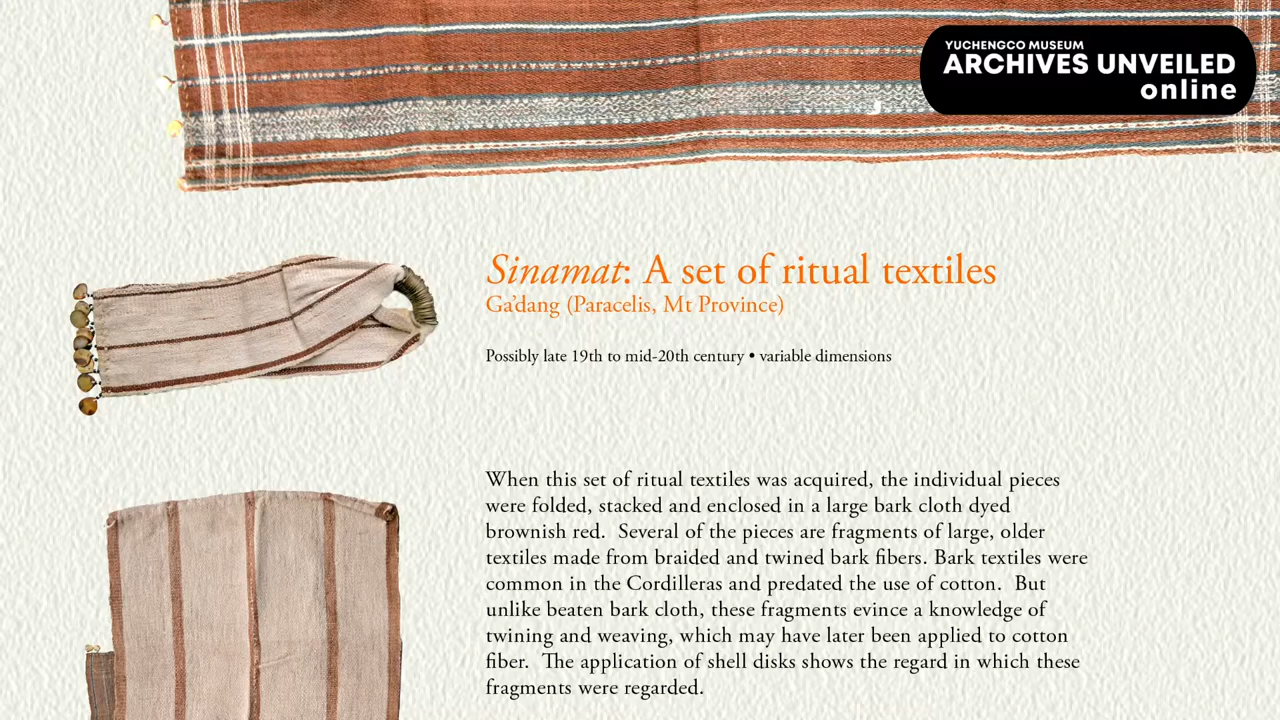 YUCHENGCO MUSEUM
ARCHIVES UNVEILED
online
Sinamat: A set of ritual textiles
Ga'dang (Paracelis, Mt Province)
Possibly late 19th to mid-20th century • variable dimensions
When this set of ritual textiles was acquired, the individual pieces
were folded, stacked and enclosed in a large bark cloth dyed
brownish red.  Several of the pieces are fragments of large, older
textiles made from braided and twined bark fibers. Bark textiles were
common in the Cordilleras and predated the use of cotton.  But
unlike beaten bark cloth, these fragments evince a knowledge of
twining and weaving, which may have later been applied to cotton
fiber.  The application of shell disks shows the regard in which these
fragments were regarded.